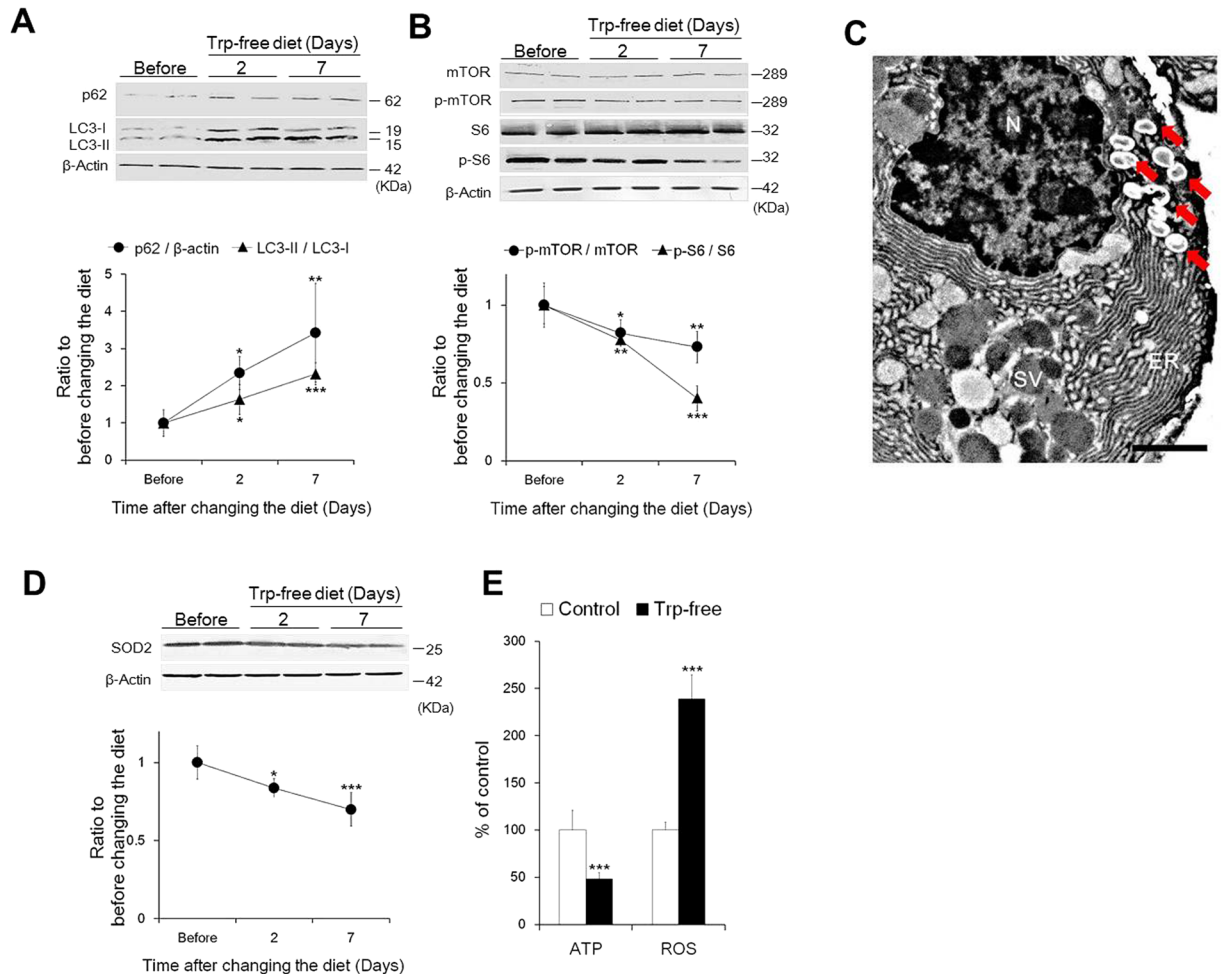 A
Trp-free diet (Days)
Before 2 7
p62 62
LC3-I 19
LC3-II 15
β-Actin 42
(KDa)
p62 / β-actin LC3-II / LC3-I
Ratio to
before changing the diet
5
4
3
2
1
0
** * *** *
Before 2 7
Time after changing the diet (Days)
B
Trp-free diet (Days)
Before 2 7
mTOR 289
p-mTOR 289
S6 32
p-S6 32
β-Actin 42
(KDa)
p-mTOR / mTOR p-S6 / S6
Ratio to
before changing the diet
1
0.5
0
* ** ** ***
Before 2 7
Time after changing the diet (Days)
C
N
SV
ER
D
Trp-free diet (Days)
Before 2 7
SOD2 25
β-Actin 42
(KDa)
Ratio to
before changing the diet
1
0.5
0
* ***
Before 2 7
Time after changing the diet (Days)
E
Control Trp-free
% of control
300
250
200
150
100
50
0
*** ***
ATP ROS